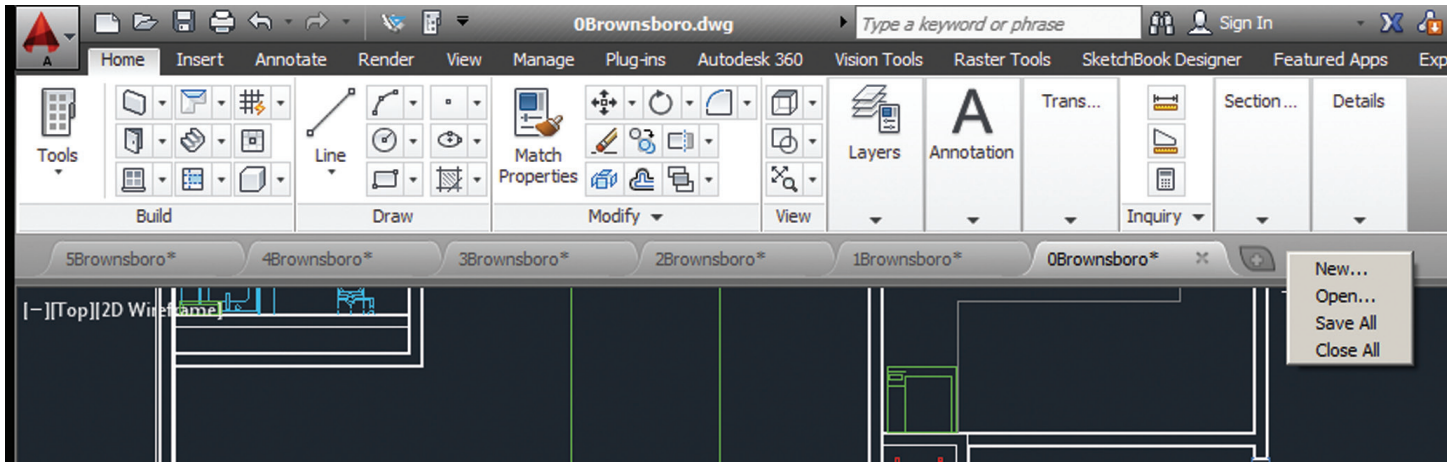 0Brownsboro.dwg
Type a keyword or phrase
Sign In
A
Home Insert Annotate Render View Manage Plug-ins Autodesk 360 Vision Tools Raster Tools SketchBook Designer Featured Apps Exp
Tools
Line
Match
Properties
Layers
A
Annotation
Trans...
Section ...
Details
Build Draw Modify View Inquiry
5Brownsboro* 4Brownsboro* 3Brownsboro* 2Brownsboro* 1Brownsboro* 0Brownsboro*
New...
Open...
Save All
Close All
[−][Top][2D Wireframe]